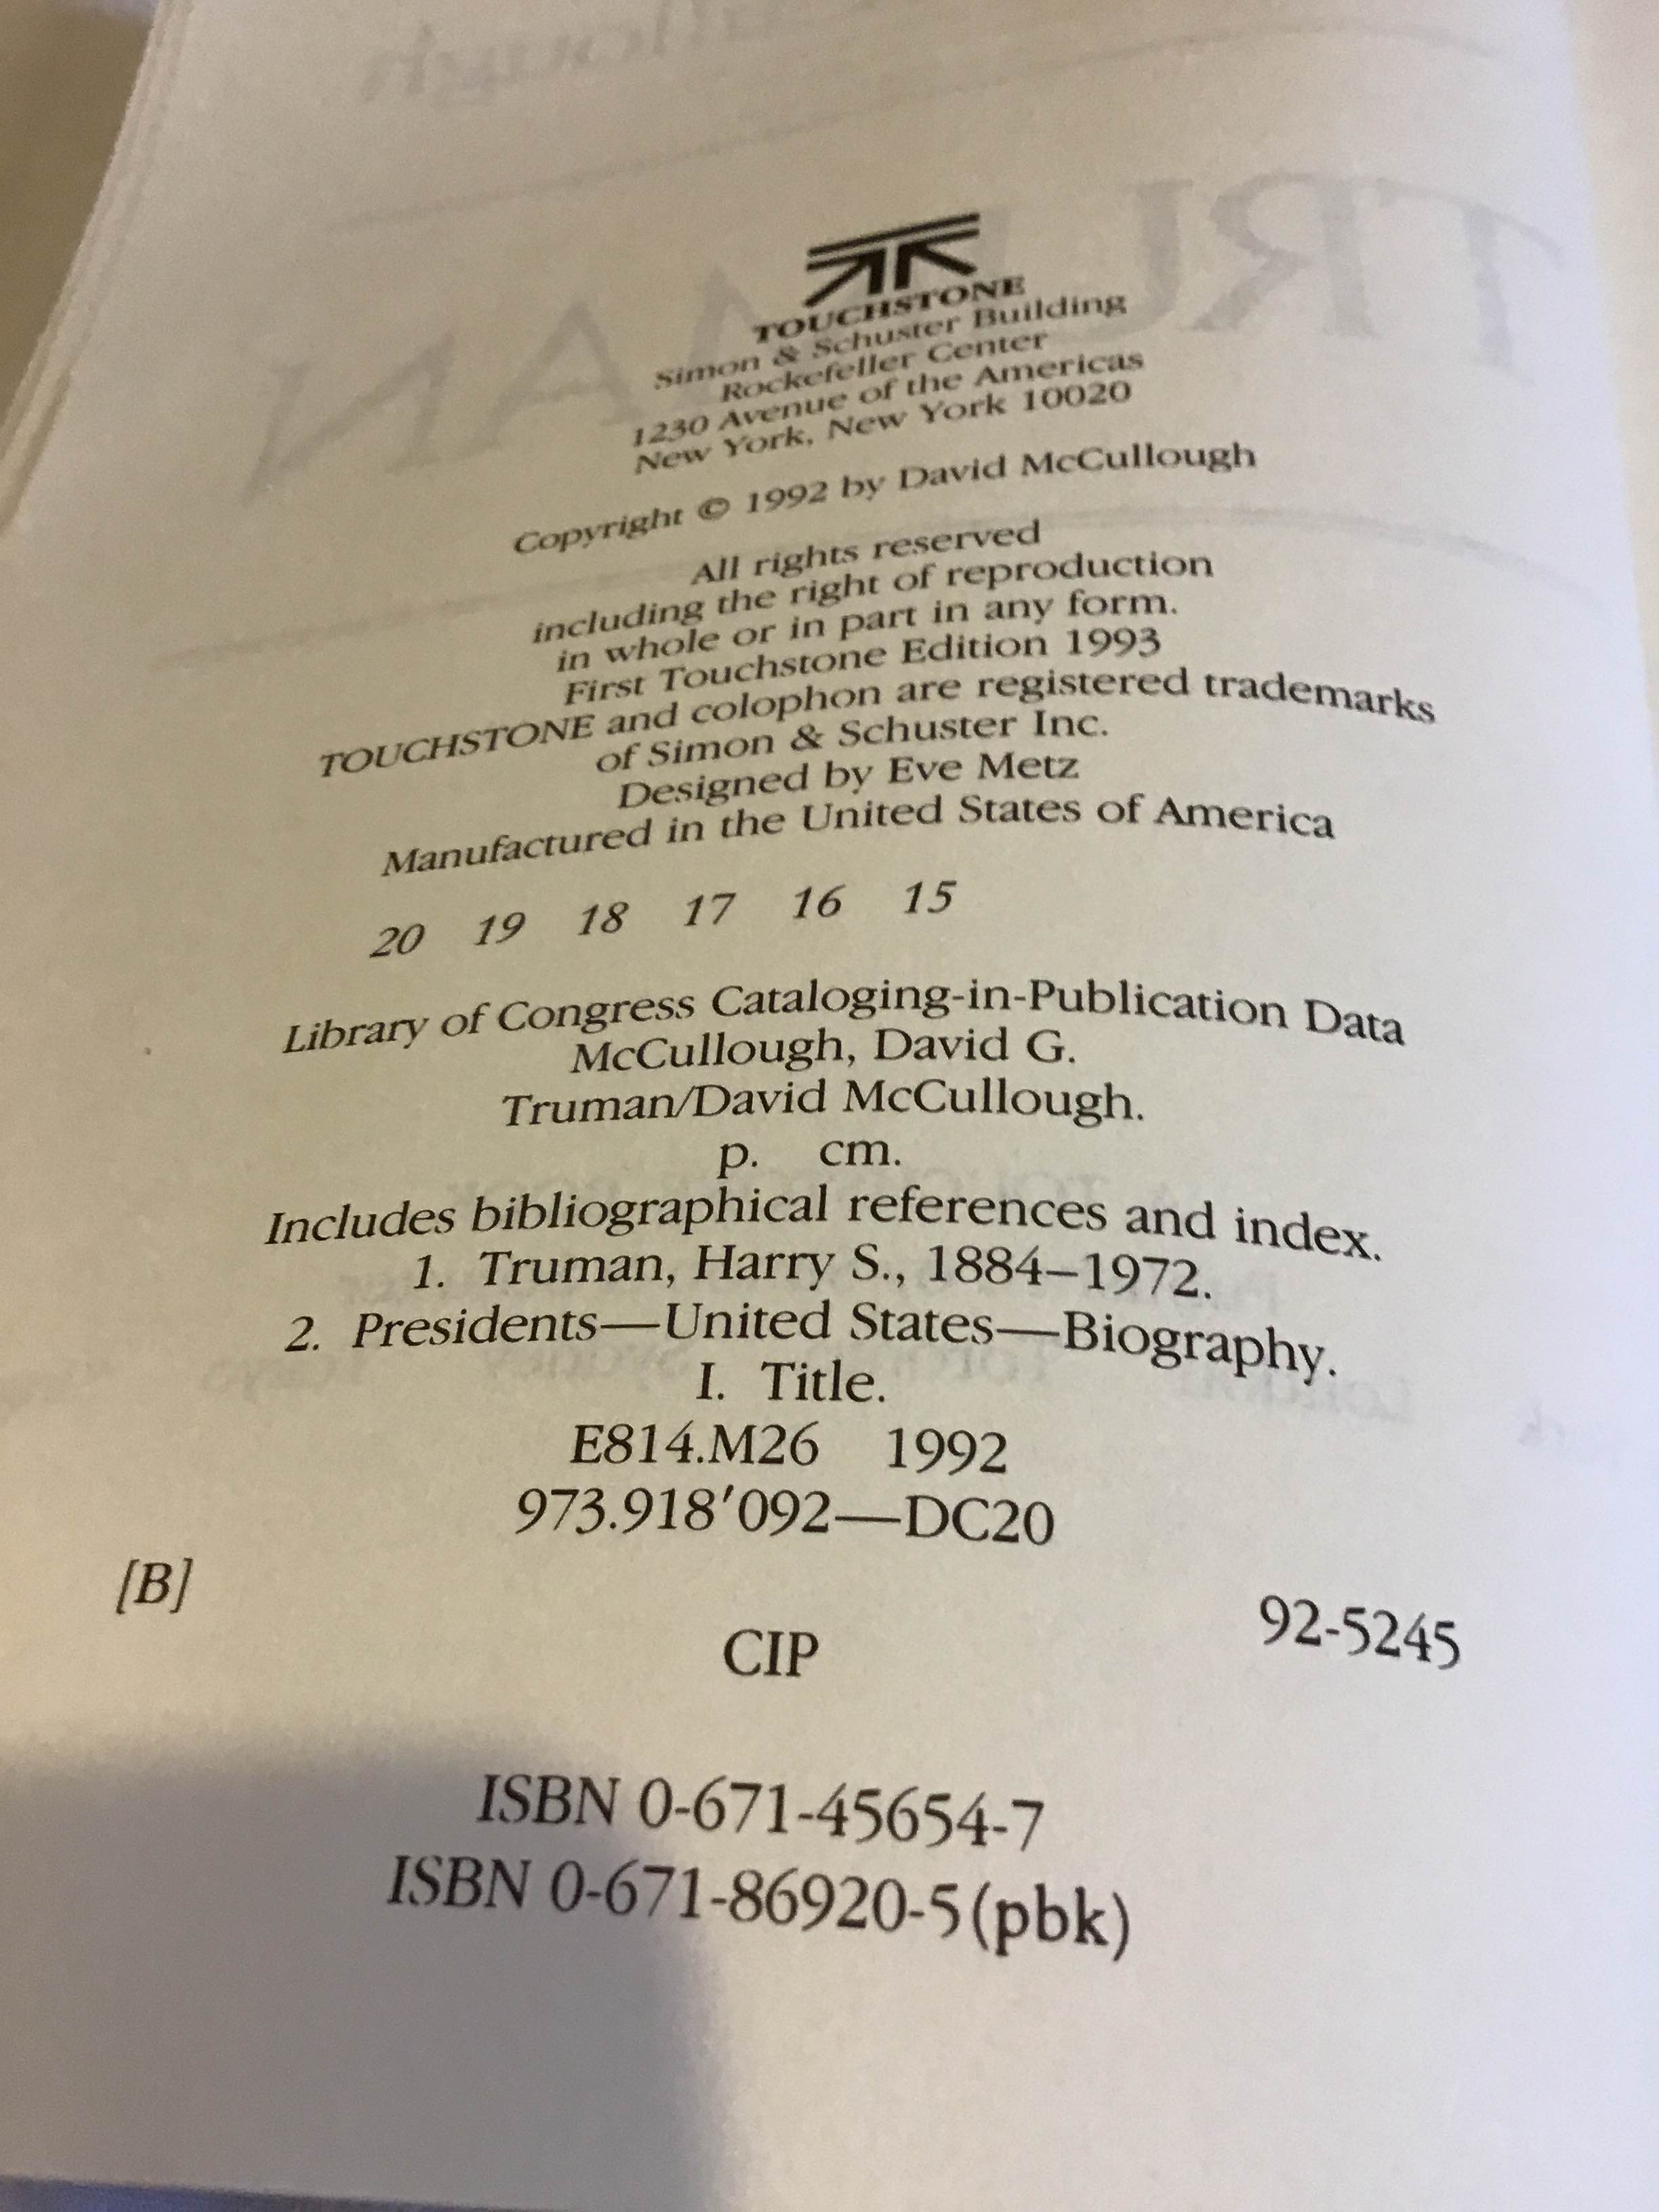 TOUCHSTONE
Simon & Schuster Building
Rockefeller Center
1230 Avenue of the Americas
New York, New York 10020
Copyright © 1992 by David McCullough
All rights reserved
including the right of reproduction
in whole or in part in any form.
First Touchstone Edition 1993
TOUCHSTONE and colophon are registered trademarks
of Simon & Schuster Inc.
Designed by Eve Metz
Manufactured in the United States of America
20 19 18 17 16 15
Library of Congress Cataloging-in-Publication Data
McCullough, David G.
Truman/David McCullough.
p. cm.
Includes bibliographical references and index.
1. Truman, Harry S., 1884–1972.
2. Presidents—United States—Biography.
I. Title.
E814.M26 1992
973.918′092—DC20
[B] 92-5245
CIP
ISBN 0-671-45654-7
ISBN 0-671-86920-5(pbk)